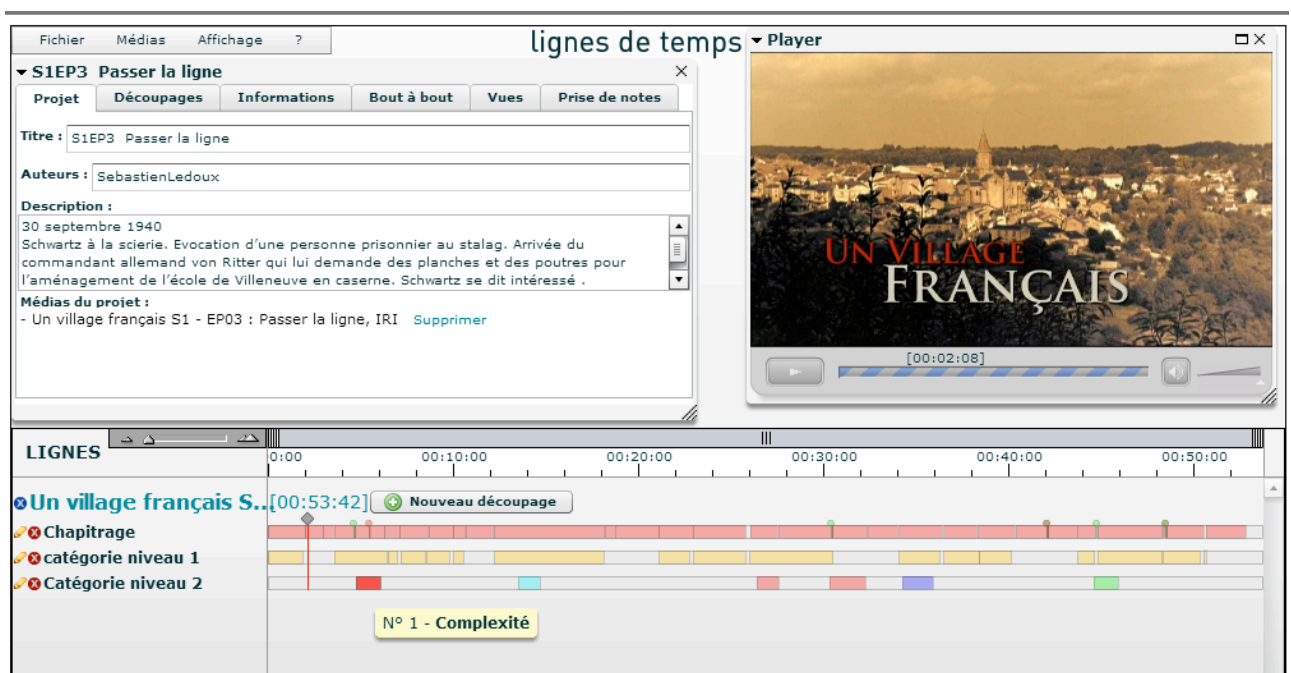 Fichier Médias Affichage ?
lignes de temps
S1EP3 Passer la ligne
Projet Découpages Informations Bout à bout Vues Prise de notes
Titre : S1EP3 Passer la ligne
Auteurs : SebastienLedoux
Description :
30 septembre 1940
Schwartz à la scierie. Evocation d'une personne prisonnier au stalag. Arrivée du
commandant allemand von Ritter qui lui demande des planches et des poutres pour
l'aménagement de l'école de Villeneuve en caserne. Schwartz se dit intéressé .
Médias du projet :
- Un village français S1 - EP03 : Passer la ligne, IRI Supprimer
Player
UN VILLAGE
FRANÇAIS
[00:02:08]
LIGNES
0:00 00:10:00 00:20:00 00:30:00 00:40:00 00:50:00
Un village français S... [00:53:42] Nouveau découpage
Chapitrage
catégorie niveau 1
Catégorie niveau 2
N° 1 - Complexité